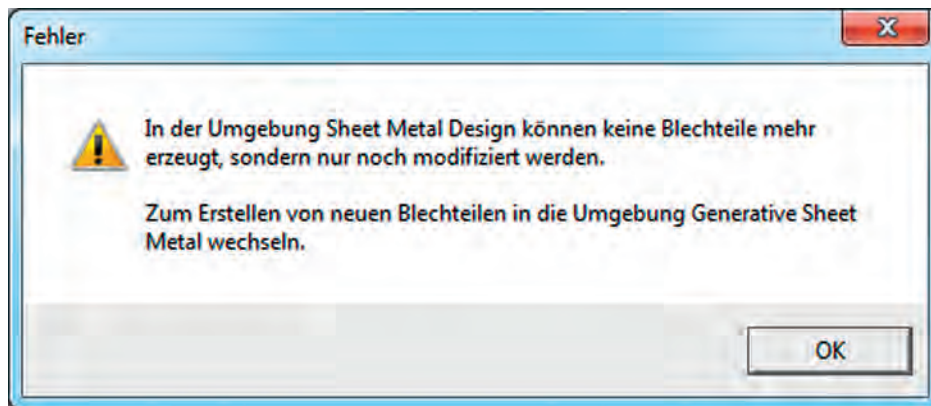 Fehler
In der Umgebung Sheet Metal Design können keine Blechteile mehr
erzeugt, sondern nur noch modifiziert werden.
Zum Erstellen von neuen Blechteilen in die Umgebung Generative Sheet
Metal wechseln.
OK